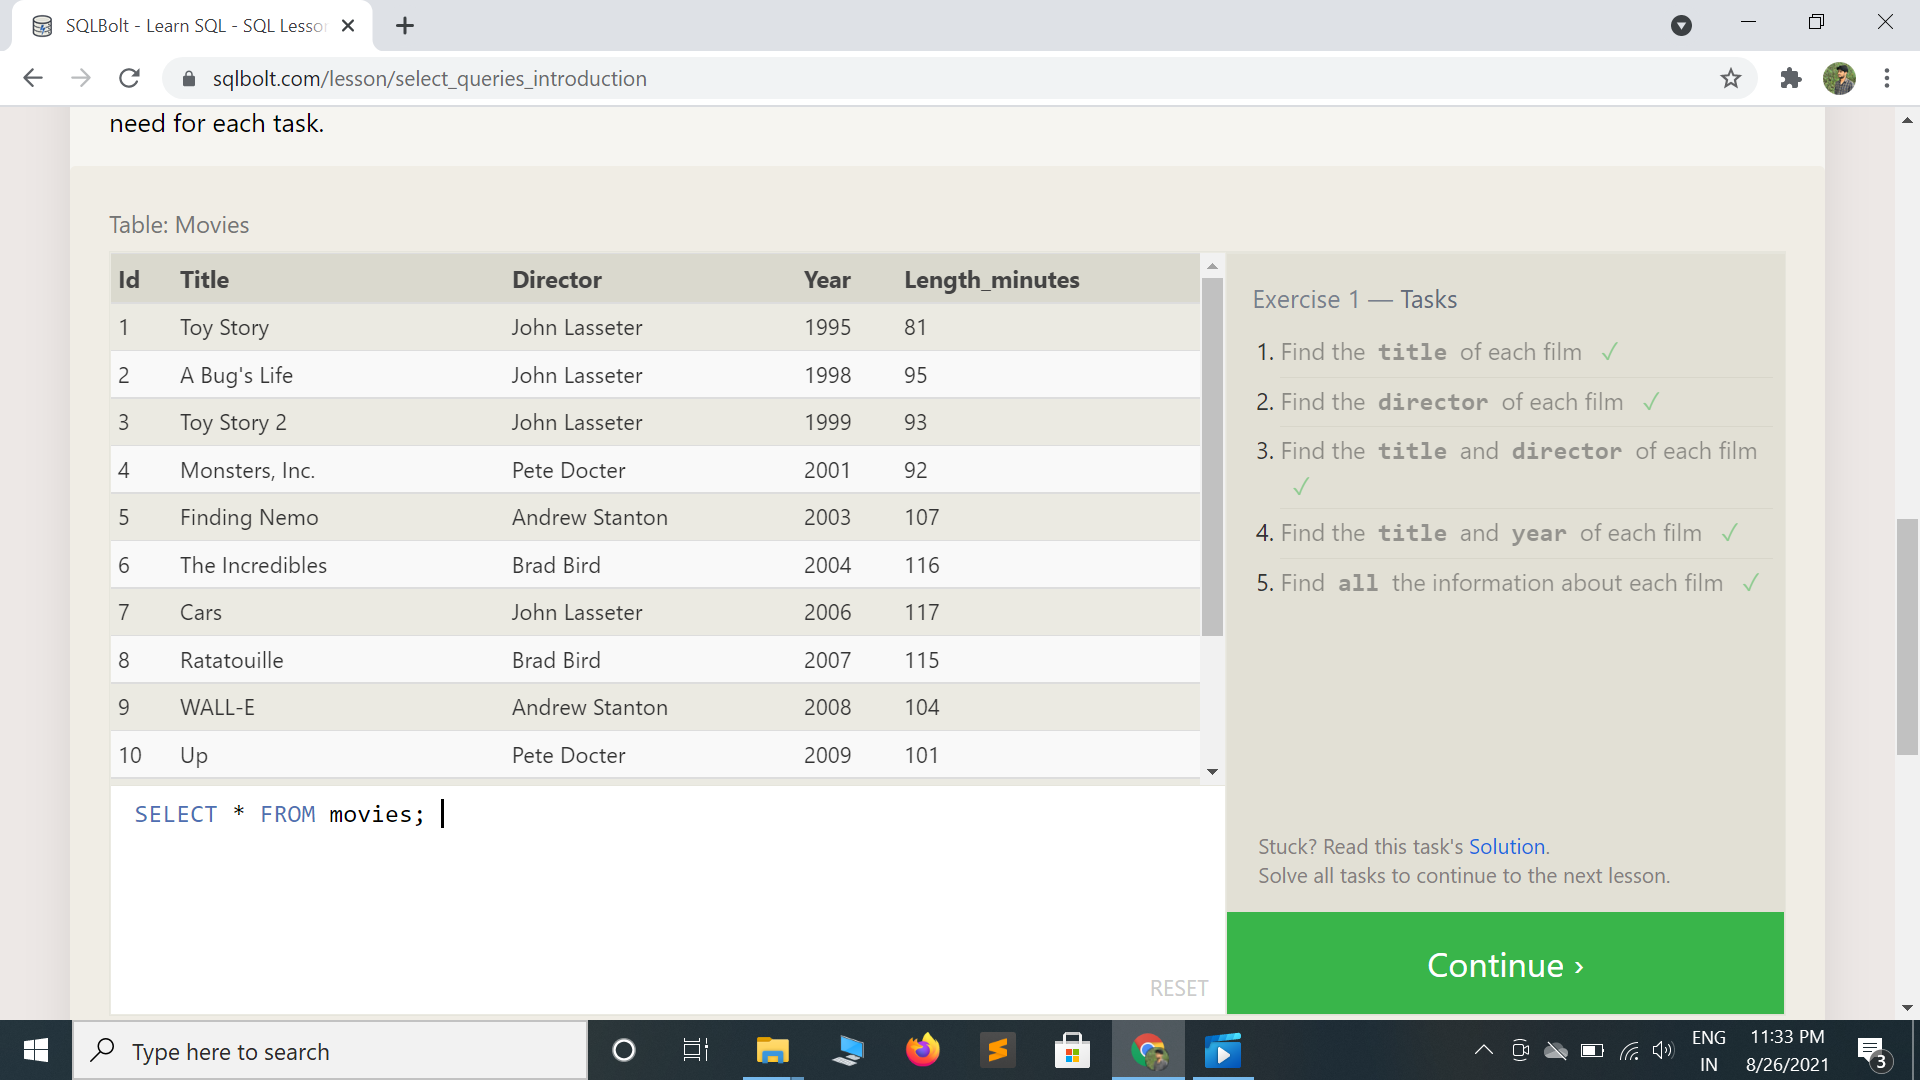 SQLBolt - Learn SQL - SQL Lesson
sqlbolt.com/lesson/select_queries_introduction
need for each task.
Table: Movies
Id Title Director Year Length_minutes
1 Toy Story John Lasseter 1995 81
2 A Bug's Life John Lasseter 1998 95
3 Toy Story 2 John Lasseter 1999 93
4 Monsters, Inc. Pete Docter 2001 92
5 Finding Nemo Andrew Stanton 2003 107
6 The Incredibles Brad Bird 2004 116
7 Cars John Lasseter 2006 117
8 Ratatouille Brad Bird 2007 115
9 WALL-E Andrew Stanton 2008 104
10 Up Pete Docter 2009 101
SELECT * FROM movies;
RESET
Exercise 1 — Tasks
1. Find the title of each film ✓
2. Find the director of each film ✓
3. Find the title and director of each film
✓
4. Find the title and year of each film ✓
5. Find all the information about each film ✓
Stuck? Read this task's Solution.
Solve all tasks to continue to the next lesson.
Continue ›
Type here to search
ENG
IN
11:33 PM
8/26/2021
3